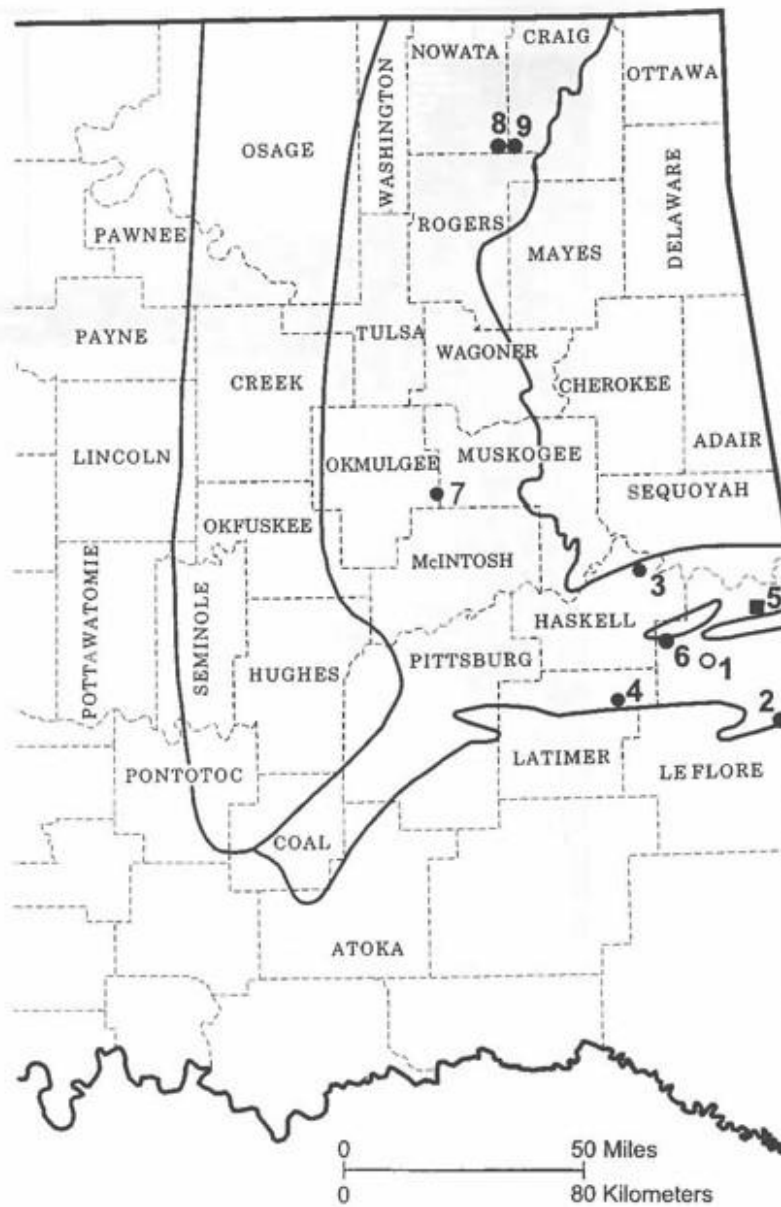 CRAIG
NOWATA
OTTAWA
WASHINGTON
OSAGE
8 9
DELAWARE
ROGERS
PAWNEE
MAYES
PAYNE
TULSA
WAGONER
CREEK
CHEROKEE
ADAIR
LINCOLN
OKMULGEE
MUSKOGEE
SEQUOYAH
7
OKFUSKEE
McINTOSH
POTTAWATOMIE
SEMINOLE
3
5
HASKELL
6
1
HUGHES
PITTSBURG
4
2
LATIMER
LE FLORE
PONTOTOC
COAL
ATOKA
0 50 Miles
0 80 Kilometers